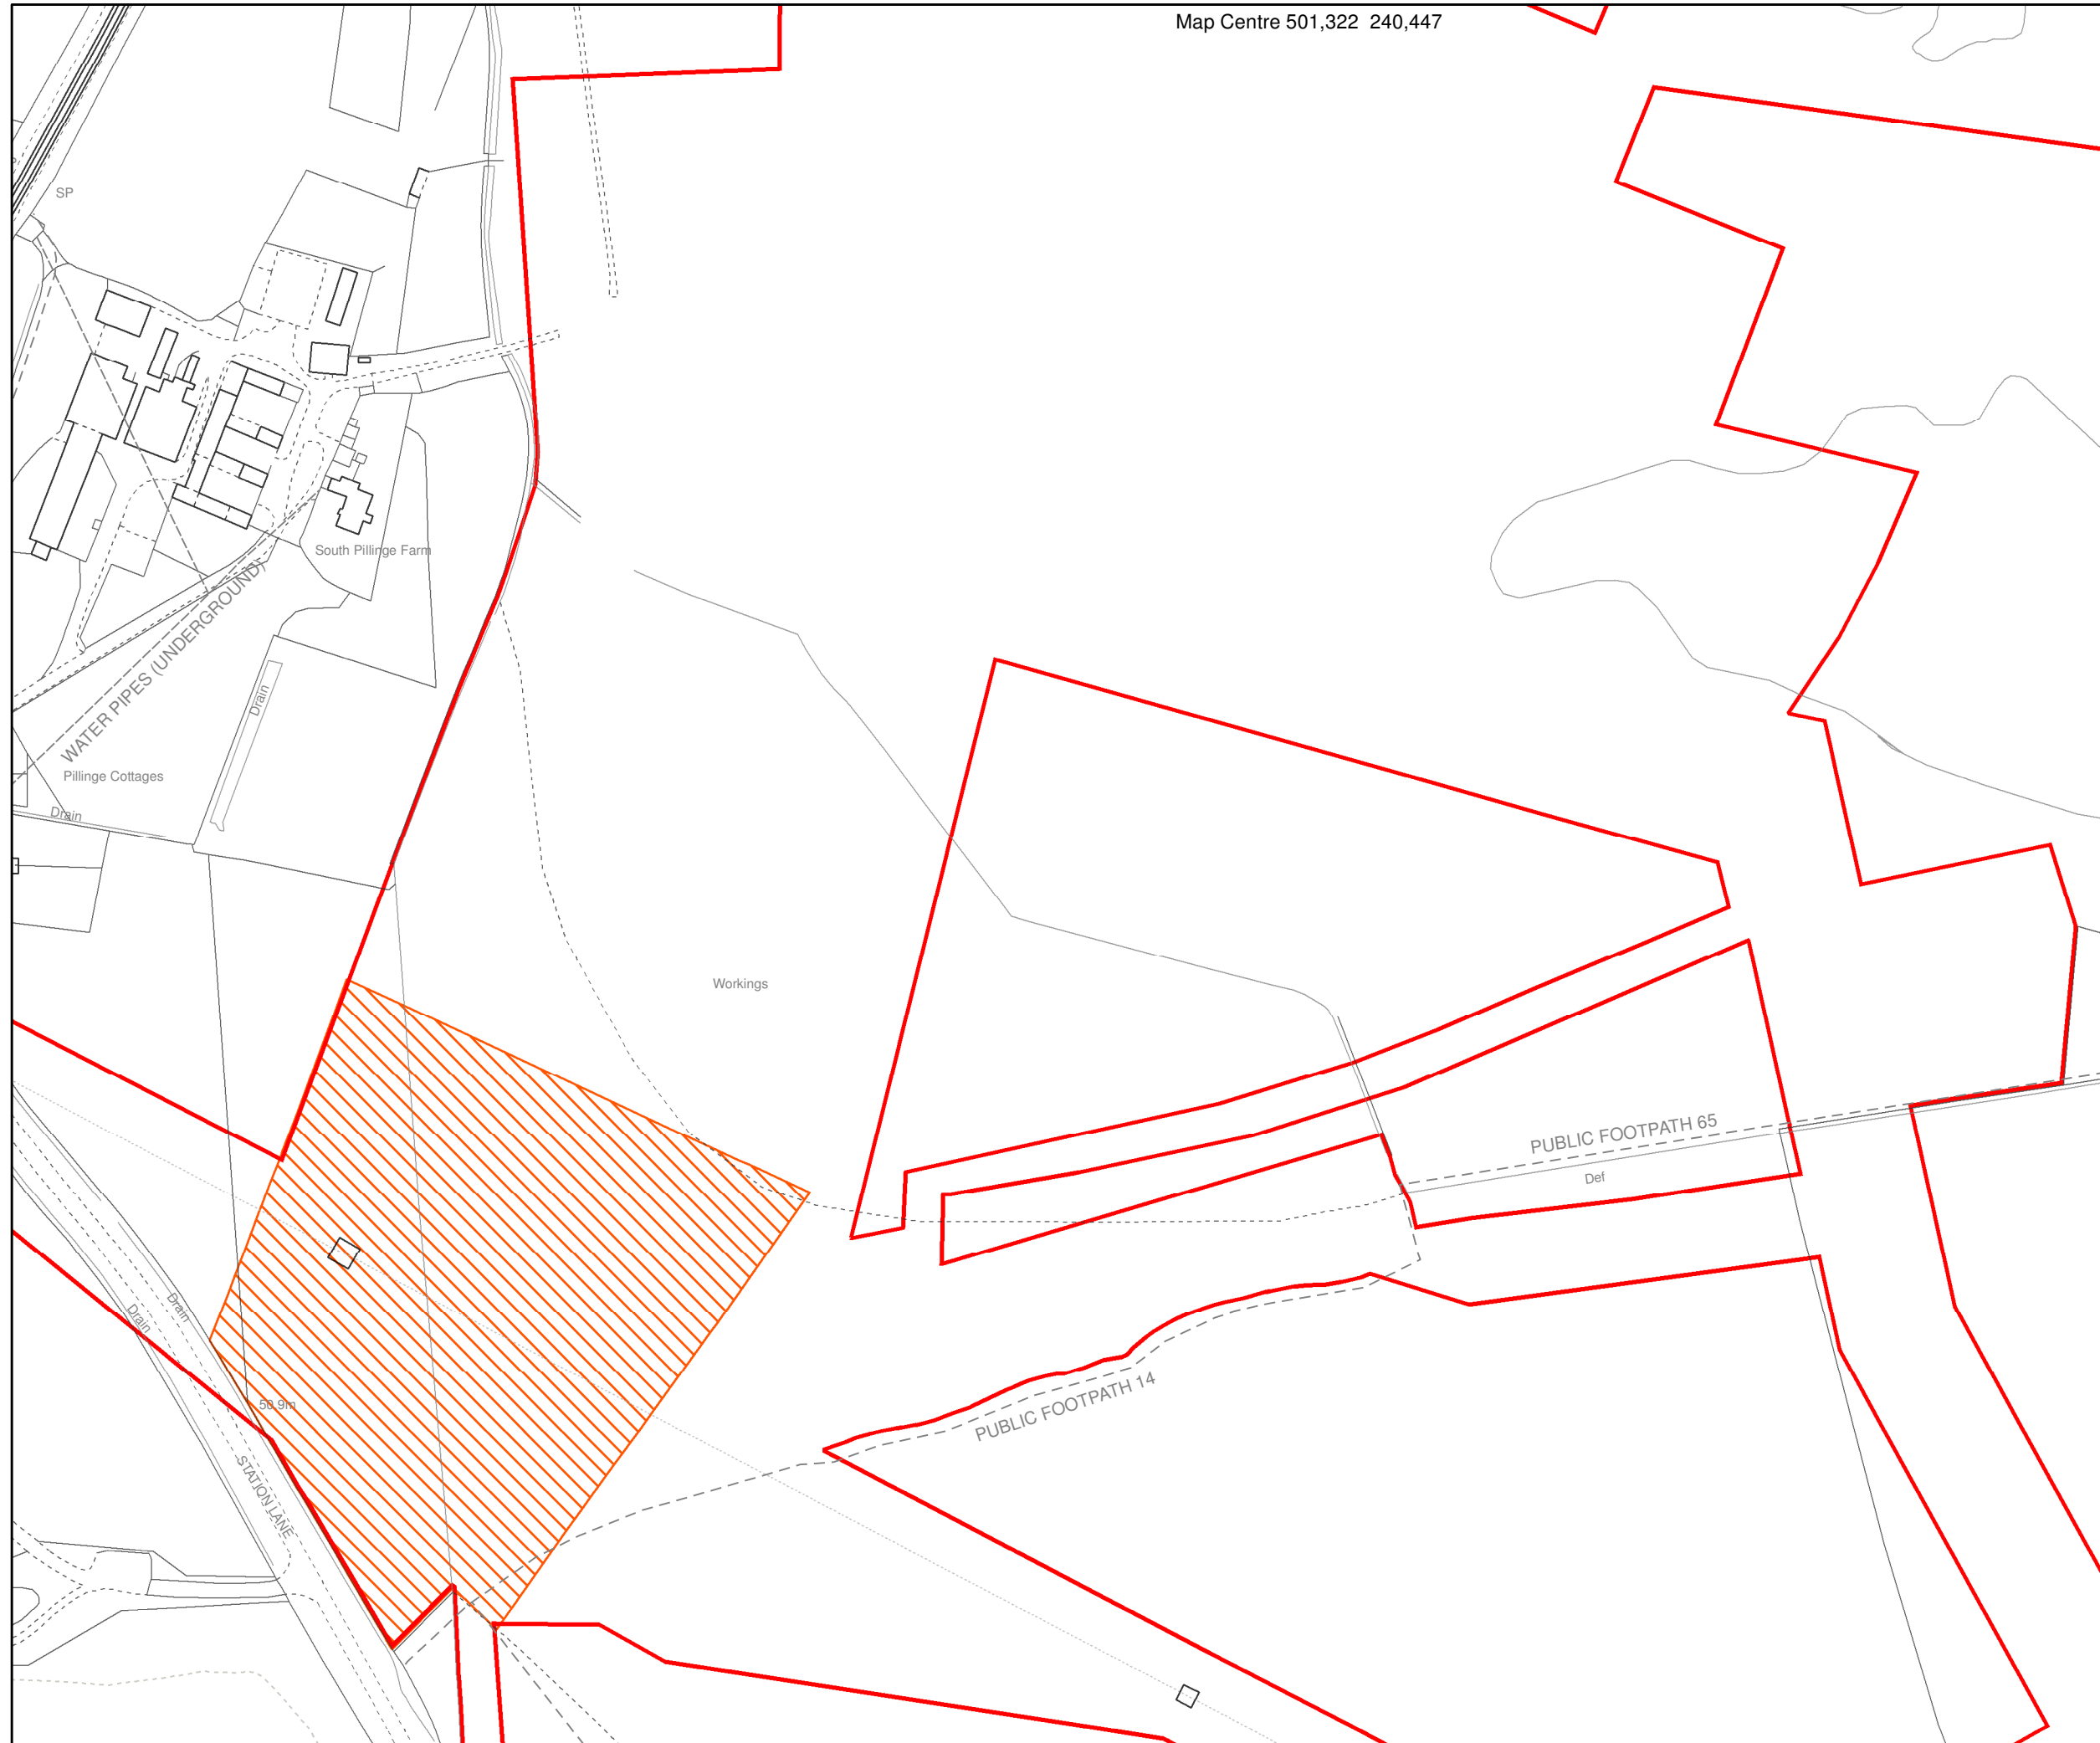 Map Centre 501,322 240,447
SP
South Pillinge Farm
WATER PIPES (UNDERGROUND)
Drain
Pillinge Cottages
Drain
Workings
PUBLIC FOOTPATH 65
Def
Drain
Drain
50.9m
PUBLIC FOOTPATH 14
STATION LANE